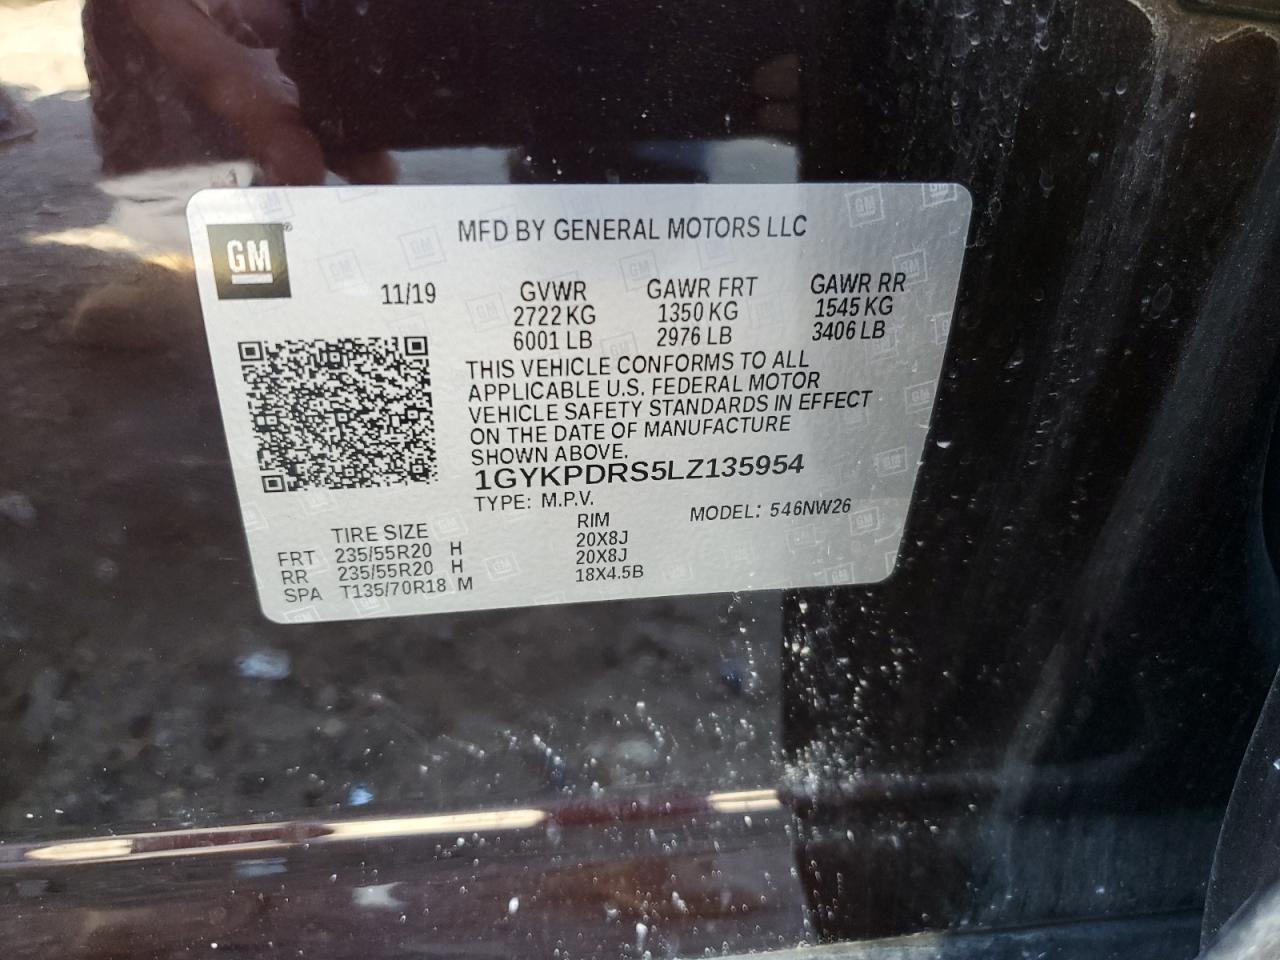 GM
MFD BY GENERAL MOTORS LLC
11/19 GVWR GAWR FRT GAWR RR
2722 KG 1350 KG 1545 KG
6001 LB 2976 LB 3406 LB
THIS VEHICLE CONFORMS TO ALL
APPLICABLE U.S. FEDERAL MOTOR
VEHICLE SAFETY STANDARDS IN EFFECT
ON THE DATE OF MANUFACTURE
SHOWN ABOVE.
1GYKPDRS5LZ135954
TYPE: M.P.V. MODEL: 546NW26
TIRE SIZE RIM
FRT 235/55R20 H 20X8J
RR 235/55R20 H 20X8J
SPA T135/70R18 M 18X4.5B